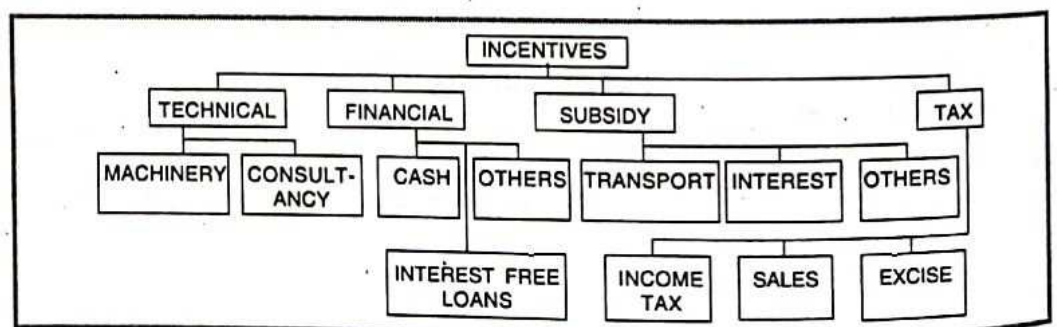 INCENTIVES
TECHNICAL
FINANCIAL
SUBSIDY
TAX
MACHINERY
CONSULT-
ANCY
CASH
OTHERS
TRANSPORT
INTEREST
OTHERS
INTEREST FREE
LOANS
INCOME
TAX
SALES
EXCISE